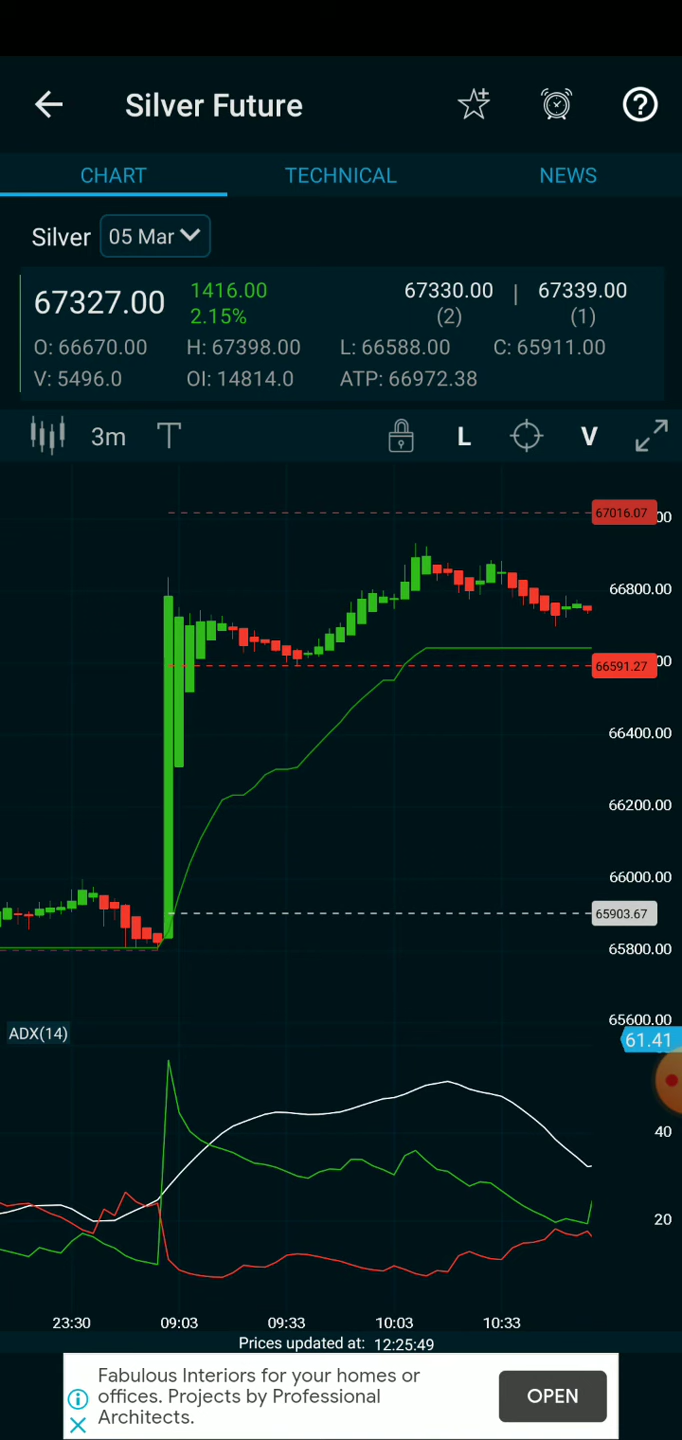 Silver Future
CHART TECHNICAL NEWS
Silver 05 Mar
67327.00 1416.00 2.15% 67330.00 (2) | 67339.00 (1)
O: 66670.00 H: 67398.00 L: 66588.00 C: 65911.00
V: 5496.0 OI: 14814.0 ATP: 66972.38
3m T L V
67016.07 00
66800.00
66591.27 00
66400.00
66200.00
66000.00
65903.67
65800.00
65600.00
ADX(14)
61.41
40
20
23:30 09:03 09:33 10:03 10:33
Prices updated at: 12:25:49
Fabulous Interiors for your homes or
offices. Projects by Professional
Architects.
OPEN